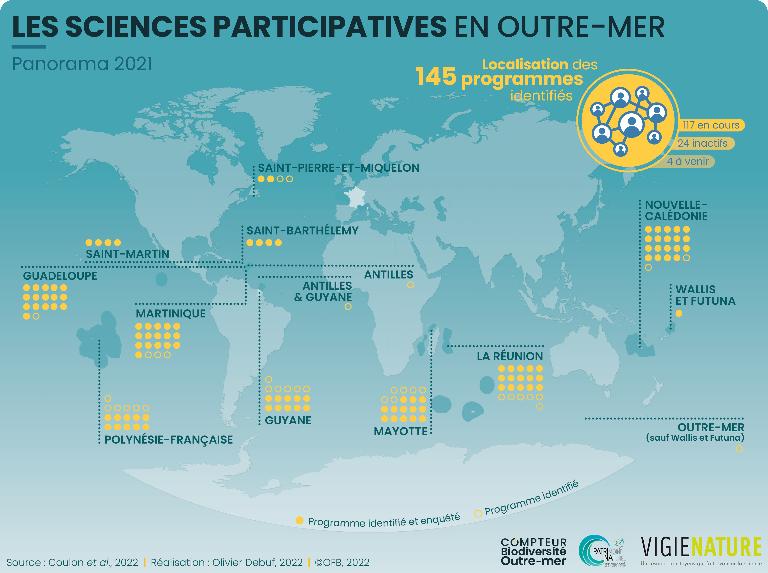 LES SCIENCES PARTICIPATIVES EN OUTRE-MER
Panorama 2021
Localisation des
145 programmes
identifiés
117 en cours
24 inactifs
4 à venir
SAINT-PIERRE-ET-MIQUELON
NOUVELLE-
CALÉDONIE
SAINT-BARTHÉLEMY
SAINT-MARTIN
GUADELOUPE
ANTILLES
ANTILLES
& GUYANE
WALLIS
ET FUTUNA
MARTINIQUE
LA RÉUNION
GUYANE
MAYOTTE
POLYNÉSIE-FRANÇAISE
OUTRE-MER
(sauf Wallis et Futuna)
Programme identifié et enquêté
Programme identifié
COMPTEUR
Biodiversité
Outre-mer
VIGIENATURE
Source : Coulon et al., 2022 | Réalisation : Olivier Debuf, 2022 | ©OFB, 2022